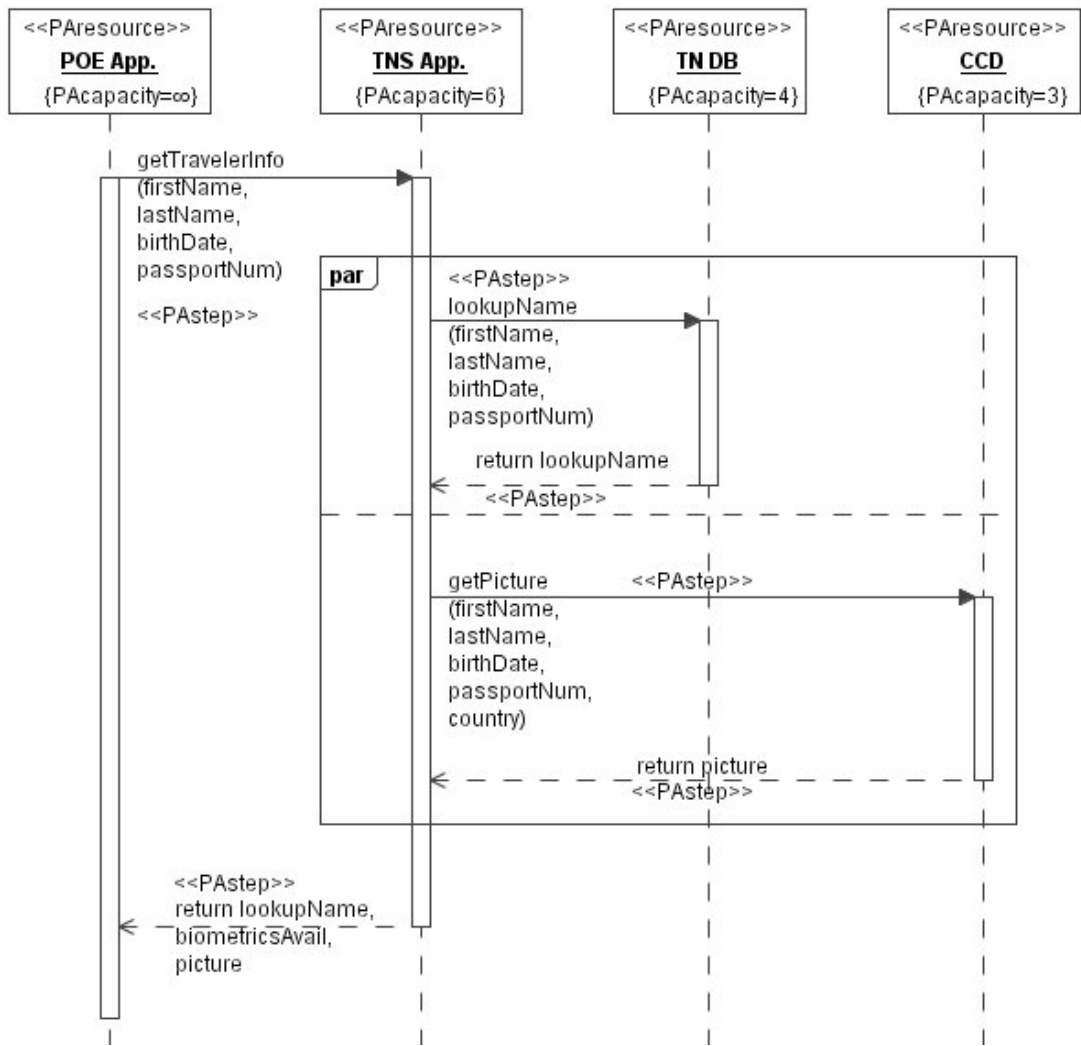 <<PAresource>>
POE App.
{PAcapacity=∞}
<<PAresource>>
TNS App.
{PAcapacity=6}
<<PAresource>>
TN DB
{PAcapacity=4}
<<PAresource>>
CCD
{PAcapacity=3}
getTravelerInfo
(firstName,
lastName,
birthDate,
passportNum)
<<PAstep>>
par
<<PAstep>>
lookupName
(firstName,
lastName,
birthDate,
passportNum)
return lookupName
<<PAstep>>
getPicture <<PAstep>>
(firstName,
lastName,
birthDate,
passportNum,
country)
return picture
<<PAstep>>
<<PAstep>>
return lookupName,
biometricsAvail,
picture